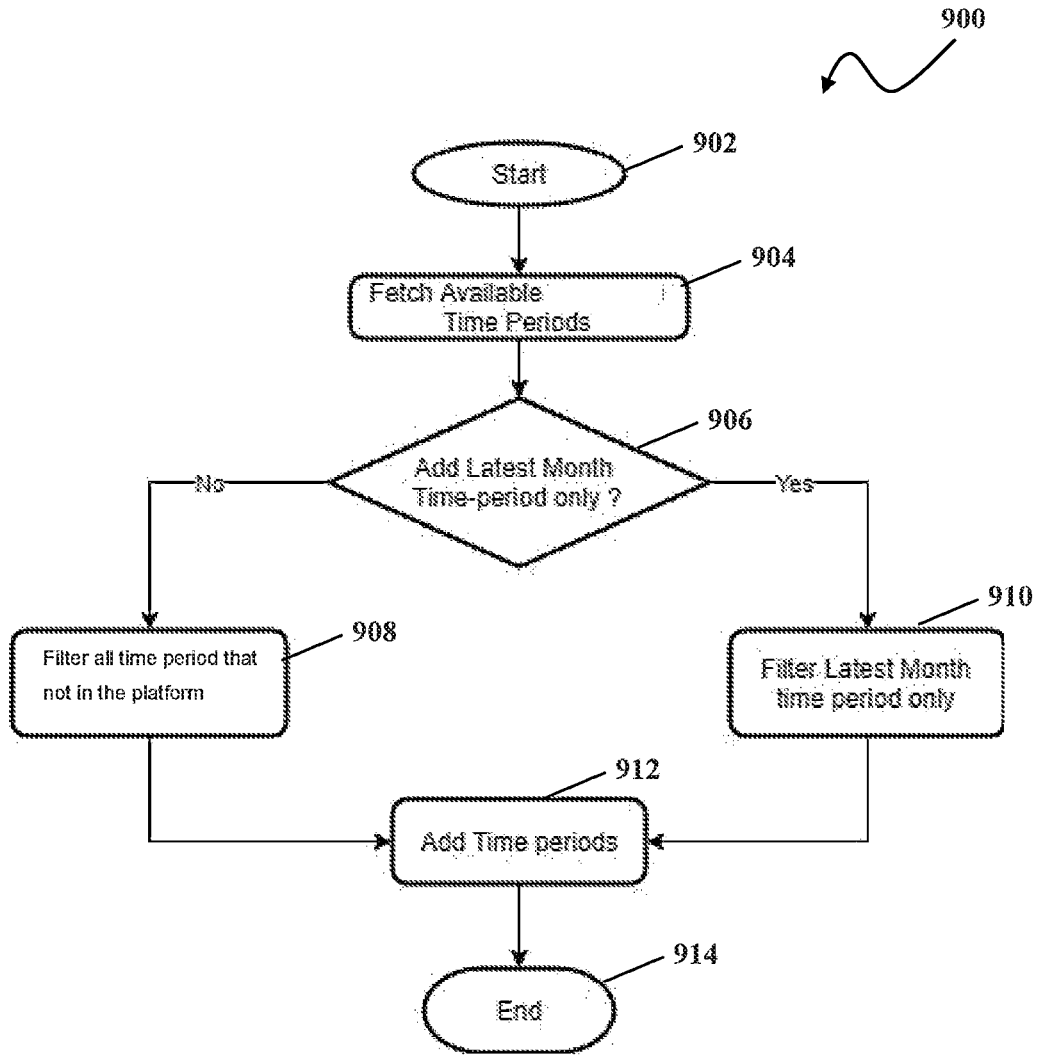 900
902
Start
904
Fetch Available
Time Periods
906
Add Latest Month
Time-period only ?
No
Yes
908
Filter all time period that
not in the platform
910
Filter Latest Month
time period only
912
Add Time periods
914
End